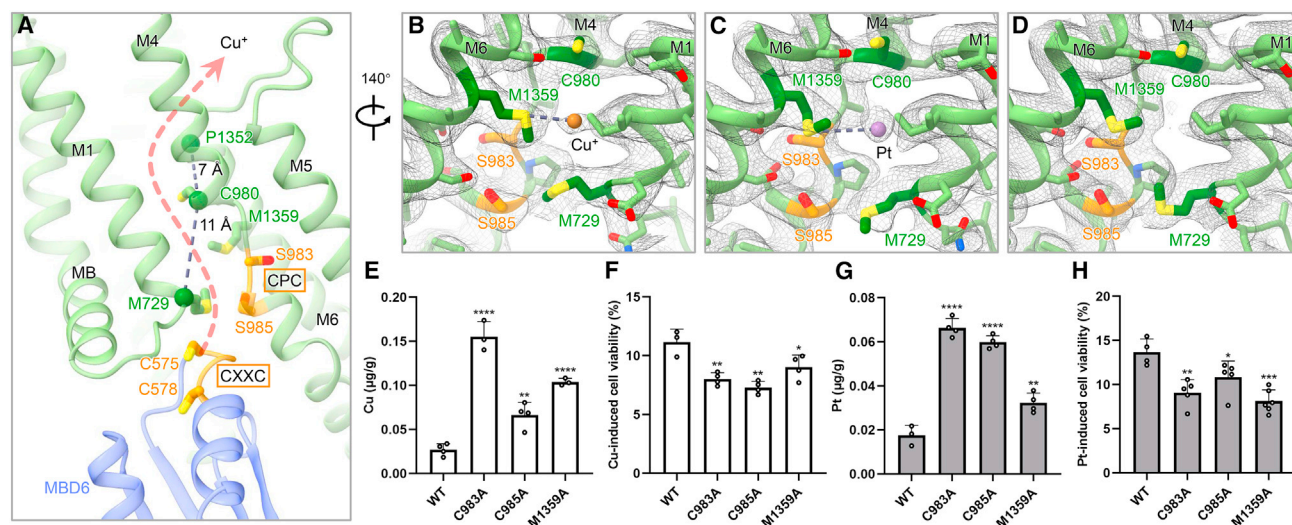 A
M4
Cu+
P1352
M1
7 Å
M5
C980
M1359
11 Å
S983
MB
CPC
M729
S985
M6
C575
CXXC
C578
MBD6
140°
B
M4
M6
M1
C980
M1359
Cu+
S983
S985
M729
C
M4
M6
M1
M1359
C980
S983
Pt
S985
M729
D
M4
M6
M1
M1359
C980
S983
S985
M729
E
Cu (µg/g)
0.20
0.15
0.10
0.05
0.00
****
**
****
WT
C983A
C985A
M1359A
F
Cu-induced cell viability (%)
15
10
5
0
**
**
*
WT
C983A
C985A
M1359A
G
Pt (µg/g)
0.08
0.06
0.04
0.02
0.00
****
****
**
WT
C983A
C985A
M1359A
H
Pt-induced cell viability (%)
20
15
10
5
0
**
*
***
WT
C983A
C985A
M1359A